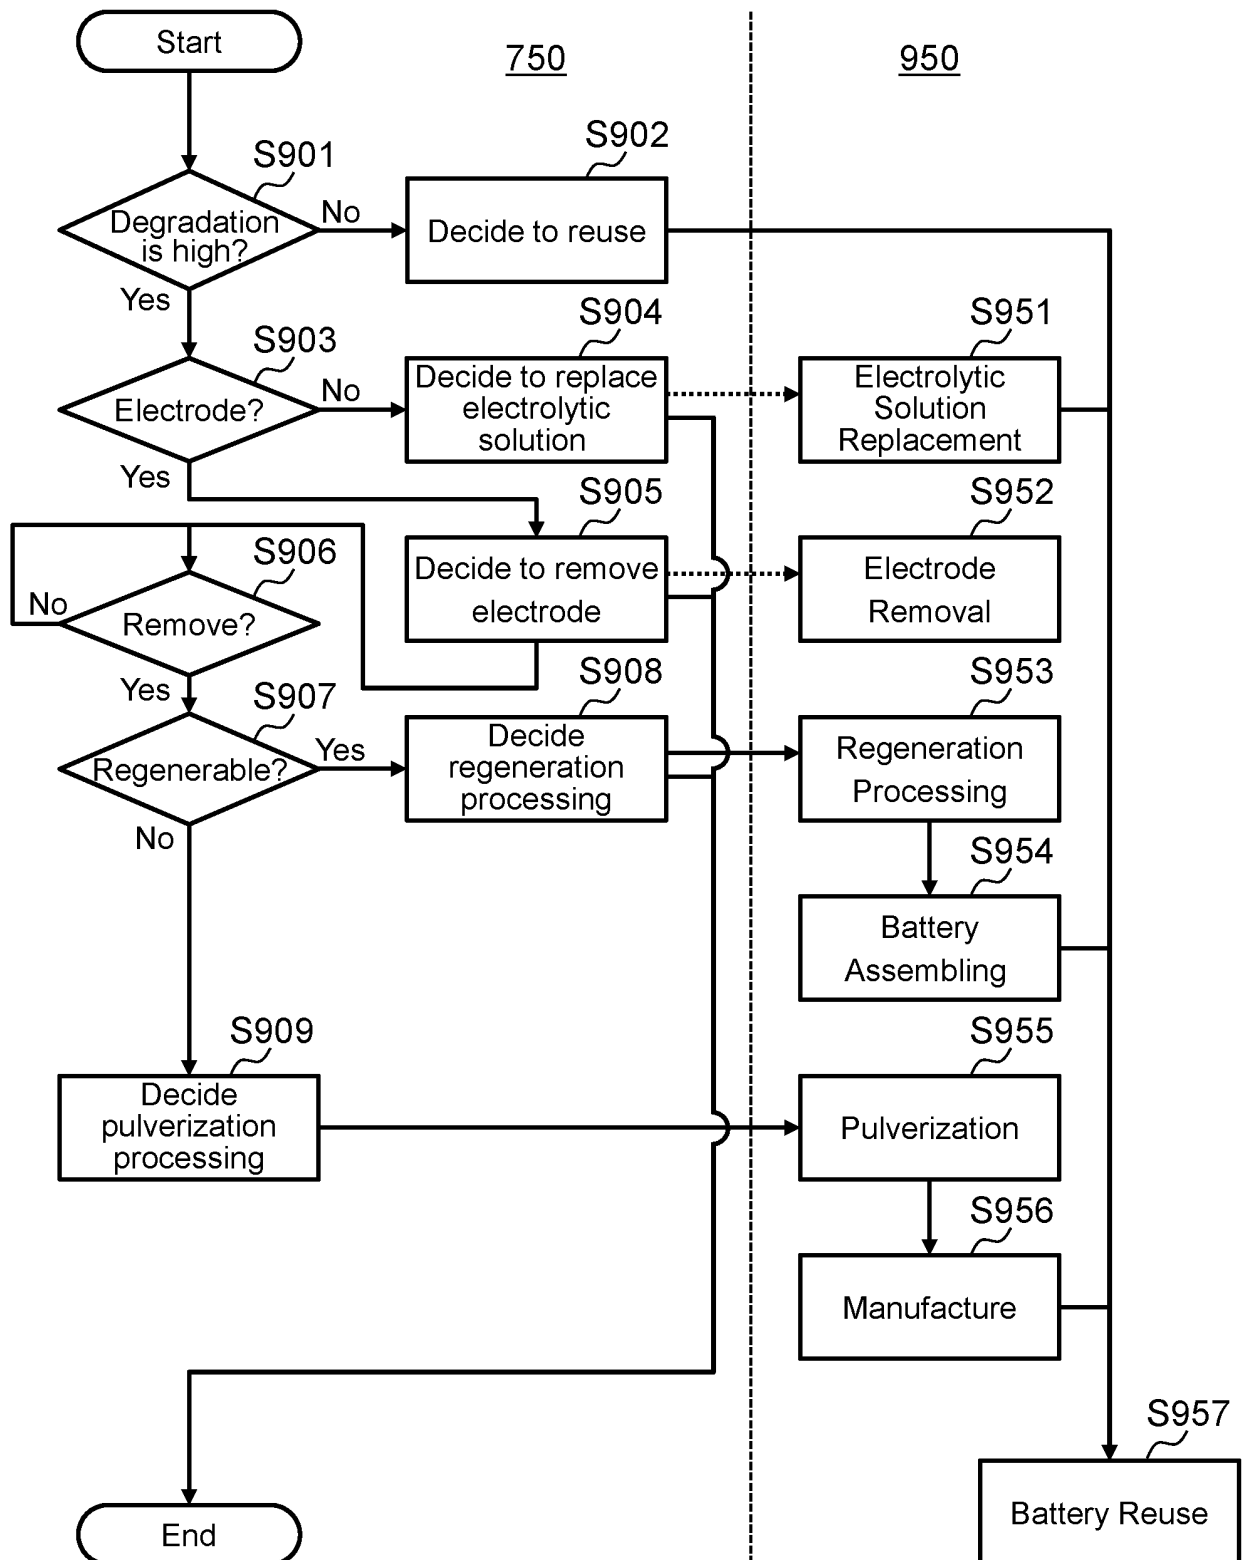 Start
750
950
S901
S902
Degradation
is high?
No
Decide to reuse
Yes
S903
S904
S951
Electrode?
No
Decide to replace
electrolytic
solution
Electrolytic
Solution
Replacement
Yes
S905
S952
S906
Decide to remove
electrode
Electrode
Removal
No
Remove?
Yes
S907
S908
S953
Regenerable?
Yes
Decide
regeneration
processing
Regeneration
Processing
No
S954
Battery
Assembling
S909
S955
Decide
pulverization
processing
Pulverization
S956
Manufacture
S957
Battery Reuse
End